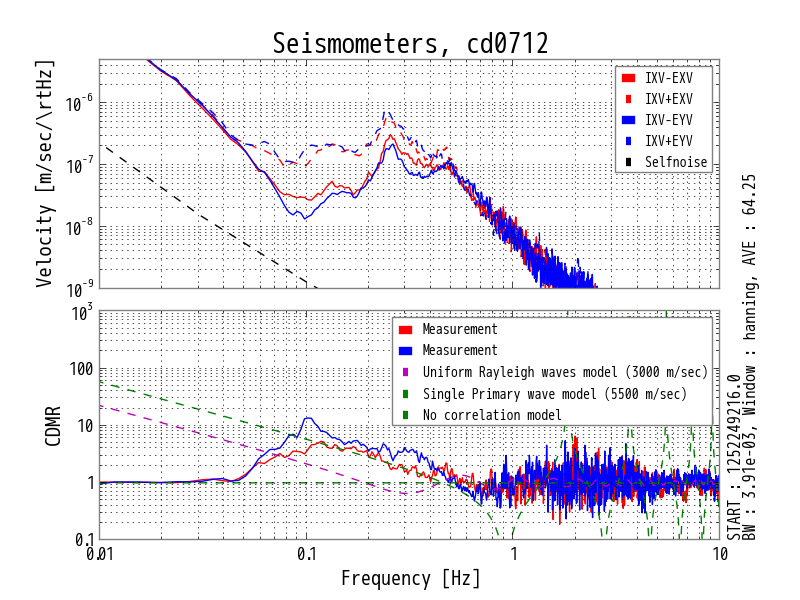 Seismometers, cd0712
Velocity [m/sec/\rtHz]
10^-6
10^-7
10^-8
10^-9
IXV-EXV
IXV+EXV
IXV-EYV
IXV+EYV
Selfnoise
CDMR
10^3
100
10
1
0.1
Measurement
Measurement
Uniform Rayleigh waves model (3000 m/sec)
Single Primary wave model (5500 m/sec)
No correlation model
0.01 0.1 1 10
Frequency [Hz]
START : 1252249216.0
BW : 3.91e-03, Window : hanning, AVE : 64.25